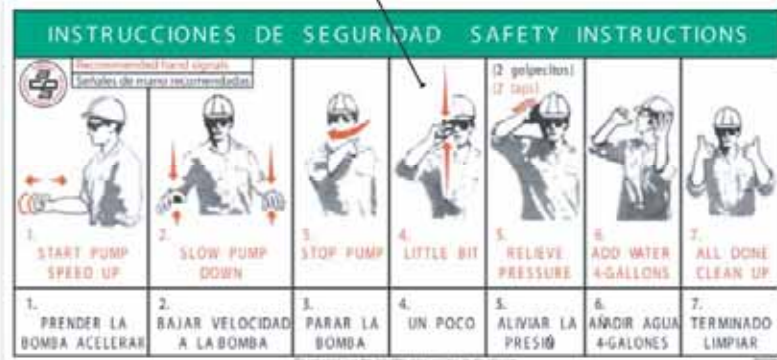 INSTRUCCIONES DE SEGURIDAD SAFETY INSTRUCTIONS
Recommended hand signals
Señales de mano recomendadas
(2 golpecitos)
(2 taps)
1.
START PUMP
SPEED UP
2.
SLOW PUMP
DOWN
3.
STOP PUMP
4.
LITTLE BIT
5.
RELIEVE
PRESSURE
6.
ADD WATER
4-GALLONS
7.
ALL DONE
CLEAN UP
1.
PRENDER LA
BOMBA ACELERAR
2.
BAJAR VELOCIDAD
A LA BOMBA
3.
PARAR LA
BOMBA
4.
UN POCO
5.
ALIVIAR LA
PRESIÓ
6.
AÑADIR AGUA
4-GALONES
7.
TERMINADO
LIMPIAR